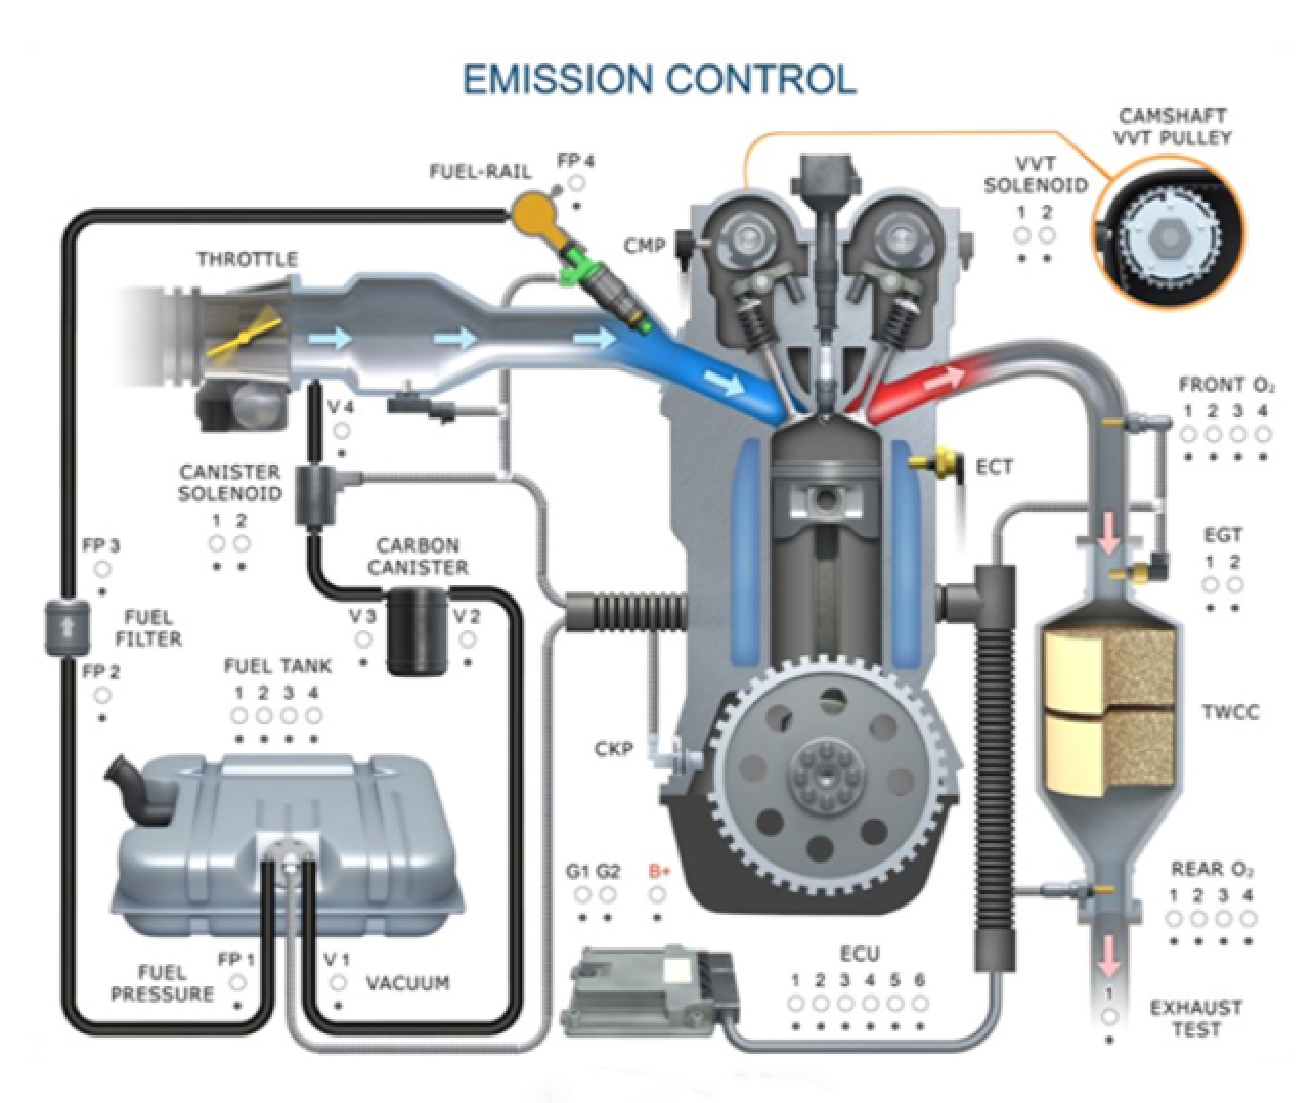 EMISSION CONTROL
CAMSHAFT
VVT PULLEY
FUEL-RAIL
FP 4
VVT
SOLENOID
1 2
CMP
THROTTLE
FRONT O₂
1 2 3 4
V 4
CANISTER
SOLENOID
1 2
ECT
FP 3
CARBON
CANISTER
EGT
1 2
FUEL
FILTER
V 3
V 2
FP 2
FUEL TANK
1 2 3 4
TWCC
CKP
G1 G2 B+
REAR O₂
1 2 3 4
FUEL
PRESSURE
FP 1
V 1
VACUUM
ECU
1 2 3 4 5 6
1
EXHAUST
TEST